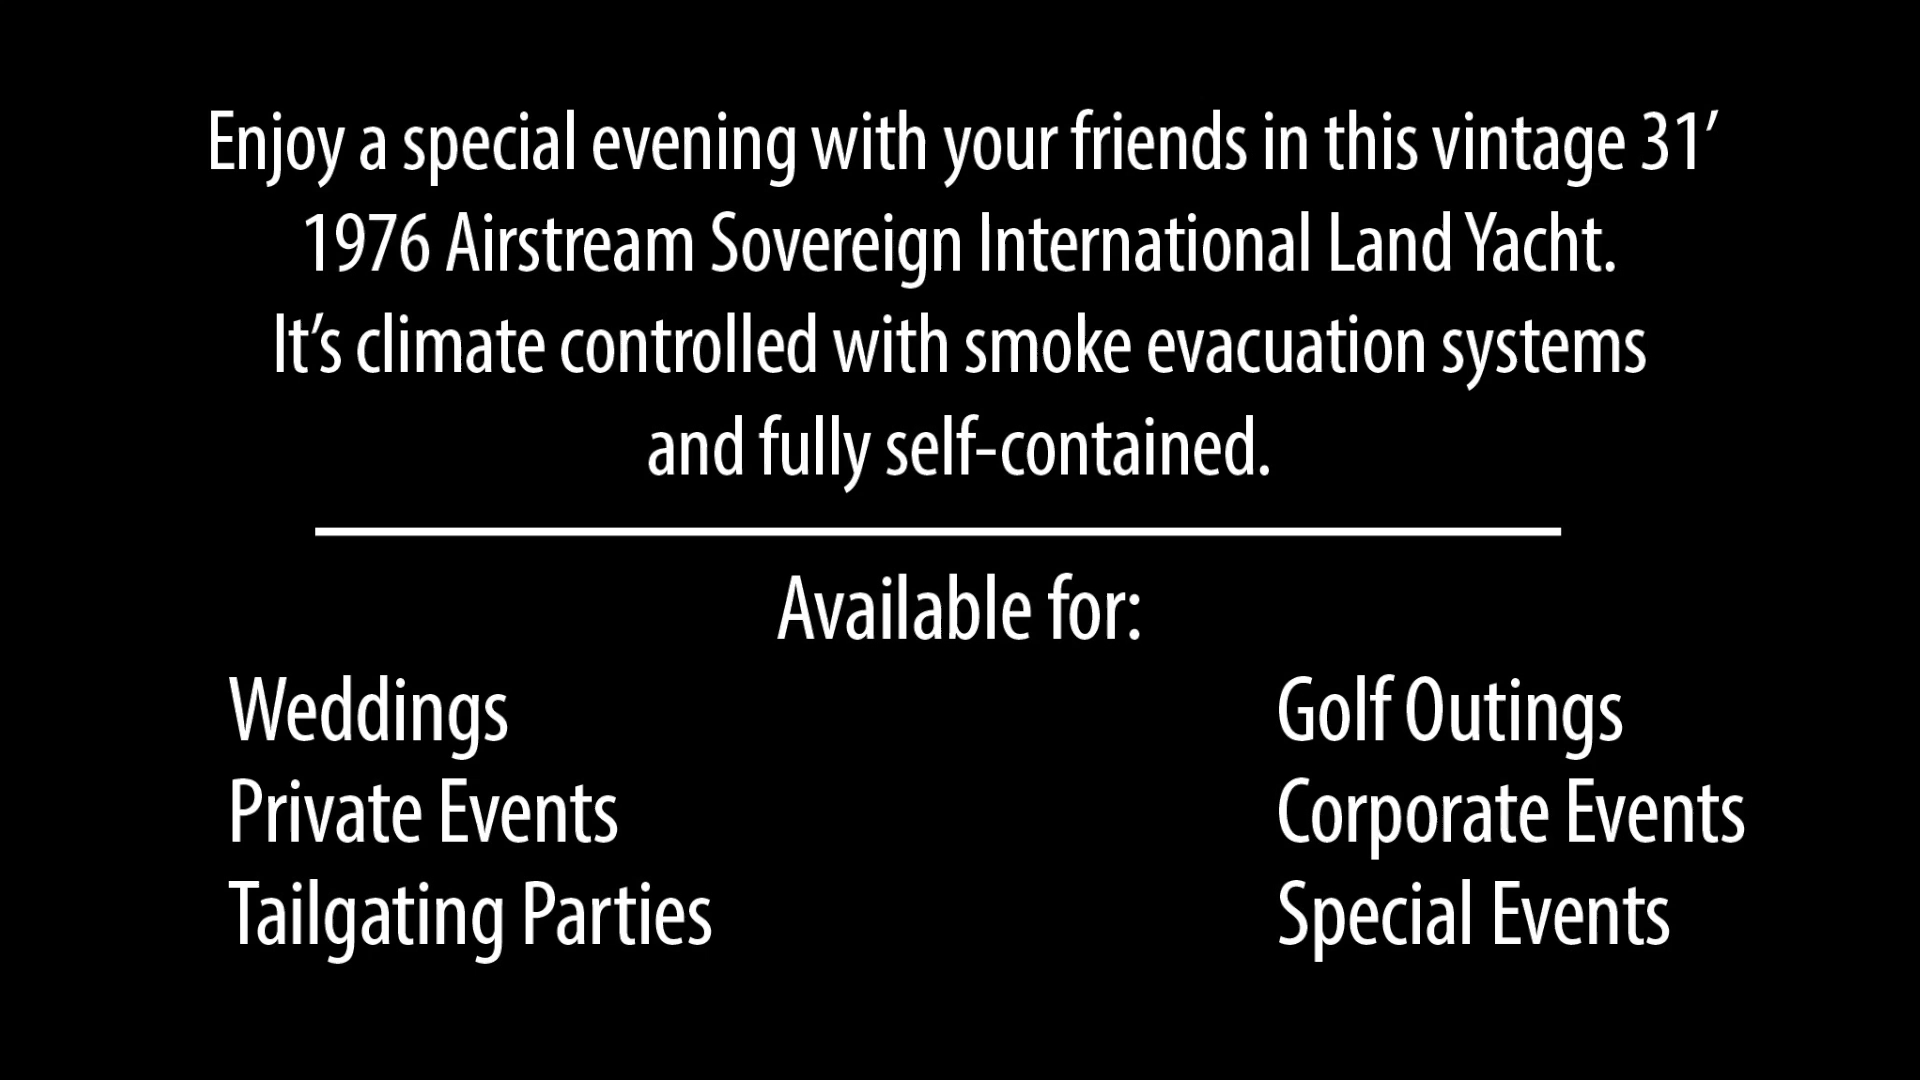 Enjoy a special evening with your friends in this vintage 31’
1976 Airstream Sovereign International Land Yacht.
It’s climate controlled with smoke evacuation systems
and fully self-contained.
Available for:
Weddings
Private Events
Tailgating Parties
Golf Outings
Corporate Events
Special Events